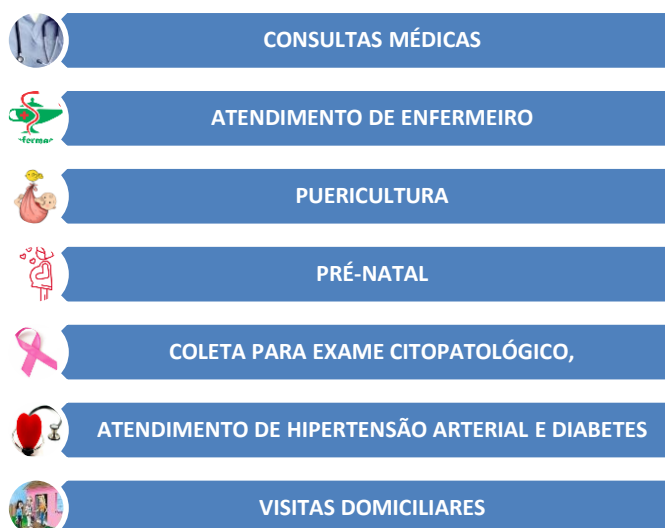 CONSULTAS MÉDICAS
ATENDIMENTO DE ENFERMEIRO
PUERICULTURA
PRÉ-NATAL
COLETA PARA EXAME CITOPATOLÓGICO,
ATENDIMENTO DE HIPERTENSÃO ARTERIAL E DIABETES
VISITAS DOMICILIARES